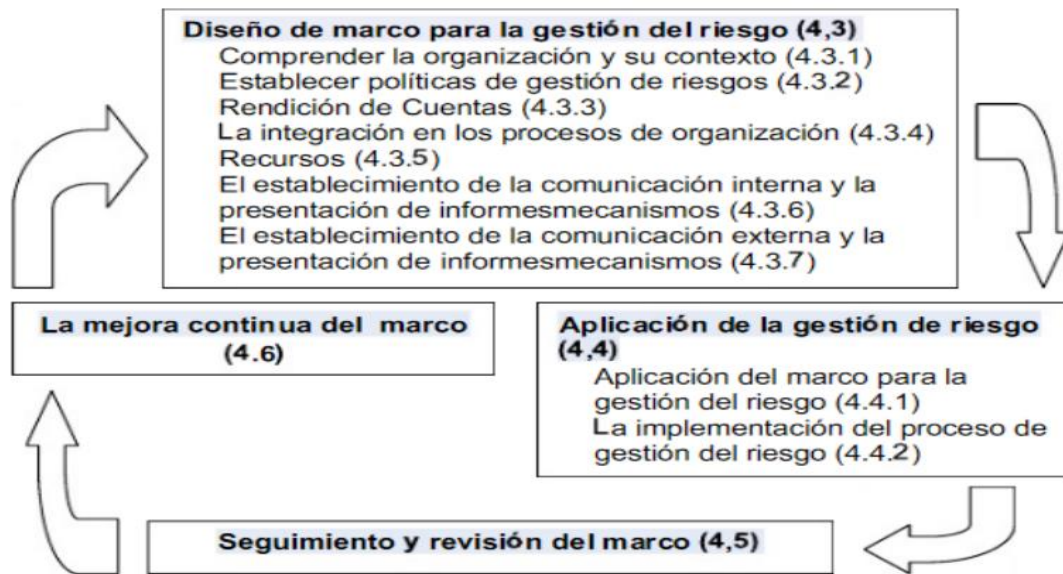 Diseño de marco para la gestión del riesgo (4,3)
Comprender la organización y su contexto (4.3.1)
Establecer políticas de gestión de riesgos (4.3.2)
Rendición de Cuentas (4.3.3)
La integración en los procesos de organización (4.3.4)
Recursos (4.3.5)
El establecimiento de la comunicación interna y la
presentación de informesmecanismos (4.3.6)
El establecimiento de la comunicación externa y la
presentación de informesmecanismos (4.3.7)
La mejora continua del marco
(4.6)
Aplicación de la gestión de riesgo
(4,4)
Aplicación del marco para la
gestión del riesgo (4.4.1)
La implementación del proceso de
gestión del riesgo (4.4.2)
Seguimiento y revisión del marco (4,5)